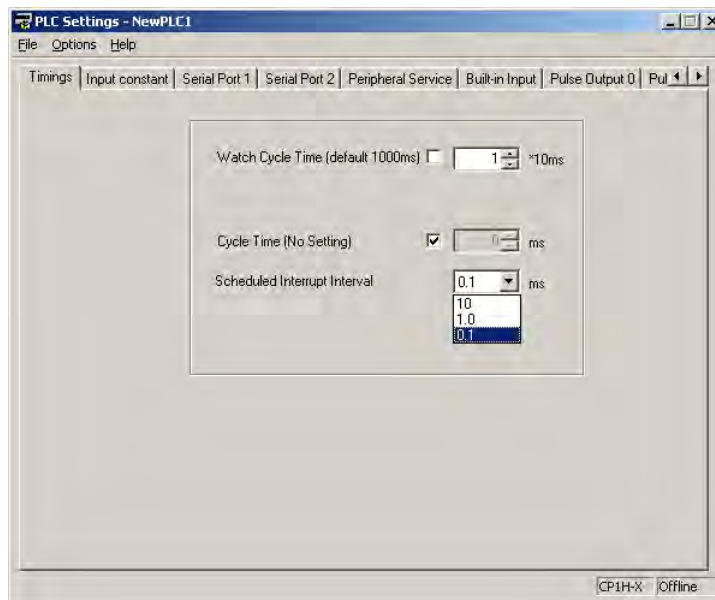 PLC Settings - NewPLC1
File Options Help
Timings Input constant Serial Port 1 Serial Port 2 Peripheral Service Built-in Input Pulse Output 0 Pul
Watch Cycle Time (default 1000ms) 1 *10ms
Cycle Time (No Setting) 0 ms
Scheduled Interrupt Interval 0.1 ms
10
1.0
0.1
CP1H-X Offline